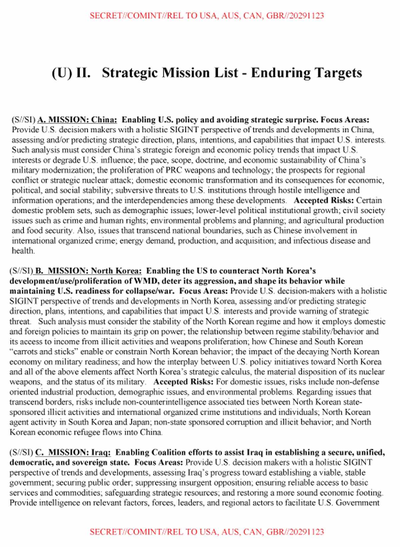 SECRET//COMINT//REL TO USA, AUS, CAN, GBR//20291123
(U) II. Strategic Mission List - Enduring Targets
(S//SI) A. MISSION: China: Enabling U.S. policy and avoiding strategic surprise. Focus Areas:
Provide U.S. decision makers with a holistic SIGINT perspective of trends and developments in China,
assessing and/or predicting strategic direction, plans, intentions, and capabilities that impact U.S. interests.
Such analysis must consider China's strategic foreign and economic policy trends that impact U.S.
interests or degrade U.S. influence; the pace, scope, doctrine, and economic sustainability of China's
military modernization; the proliferation of PRC weapons and technology; the prospects for regional
conflict or strategic nuclear attack; domestic economic transformation and its consequences for economic,
political, and social stability; subversive threats to U.S. institutions through hostile intelligence and
information operations; and the interdependencies among these developments. Accepted Risks: Certain
domestic problem sets, such as demographic issues; lower-level political institutional growth; civil society
issues such as crime and human rights; environmental problems and planning; and agricultural production
and food security. Also, issues that transcend national boundaries, such as Chinese involvement in
international organized crime; energy demand, production, and acquisition; and infectious disease and
health.
(S//SI) B. MISSION: North Korea: Enabling the US to counteract North Korea's
development/use/proliferation of WMD, deter its aggression, and shape its behavior while
maintaining U.S. readiness for collapse/war. Focus Areas: Provide U.S. decision-makers with a holistic
SIGINT perspective of trends and developments in North Korea, assessing and/or predicting strategic
direction, plans, intentions, and capabilities that impact U.S. interests and provide warning of strategic
threat. Such analysis must consider the stability of the North Korean regime and how it employs domestic
and foreign policies to maintain its grip on power; the relationship between regime stability/behavior and
its access to income from illicit activities and weapons proliferation; how Chinese and South Korean
"carrots and sticks" enable or constrain North Korean behavior; the impact of the decaying North Korean
economy on military readiness; and how the interplay between U.S. policy initiatives toward North Korea
and all of the above elements affect North Korea's strategic calculus, the material disposition of its nuclear
weapons, and the status of its military. Accepted Risks: For domestic issues, risks include non-defense
oriented industrial production, demographic issues, and environmental problems. Regarding issues that
transcend borders, risks include non-counterintelligence associated ties between North Korean state-
sponsored illicit activities and international organized crime institutions and individuals; North Korean
agent activity in South Korea and Japan; non-state sponsored corruption and illicit behavior; and North
Korean economic refugee flows into China.
(S//SI) C. MISSION: Iraq: Enabling Coalition efforts to assist Iraq in establishing a secure, unified,
democratic, and sovereign state. Focus Areas: Provide U.S. decision makers with a holistic SIGINT
perspective of trends and developments, assessing Iraq's progress toward establishing a viable, stable
government; securing public order; suppressing insurgent opposition; ensuring reliable access to basic
services and commodities; safeguarding strategic resources; and restoring a more sound economic footing.
Provide intelligence on relevant factors, forces, leaders, and regional actors to facilitate U.S. Government
SECRET//COMINT//REL TO USA, AUS, CAN, GBR//20291123